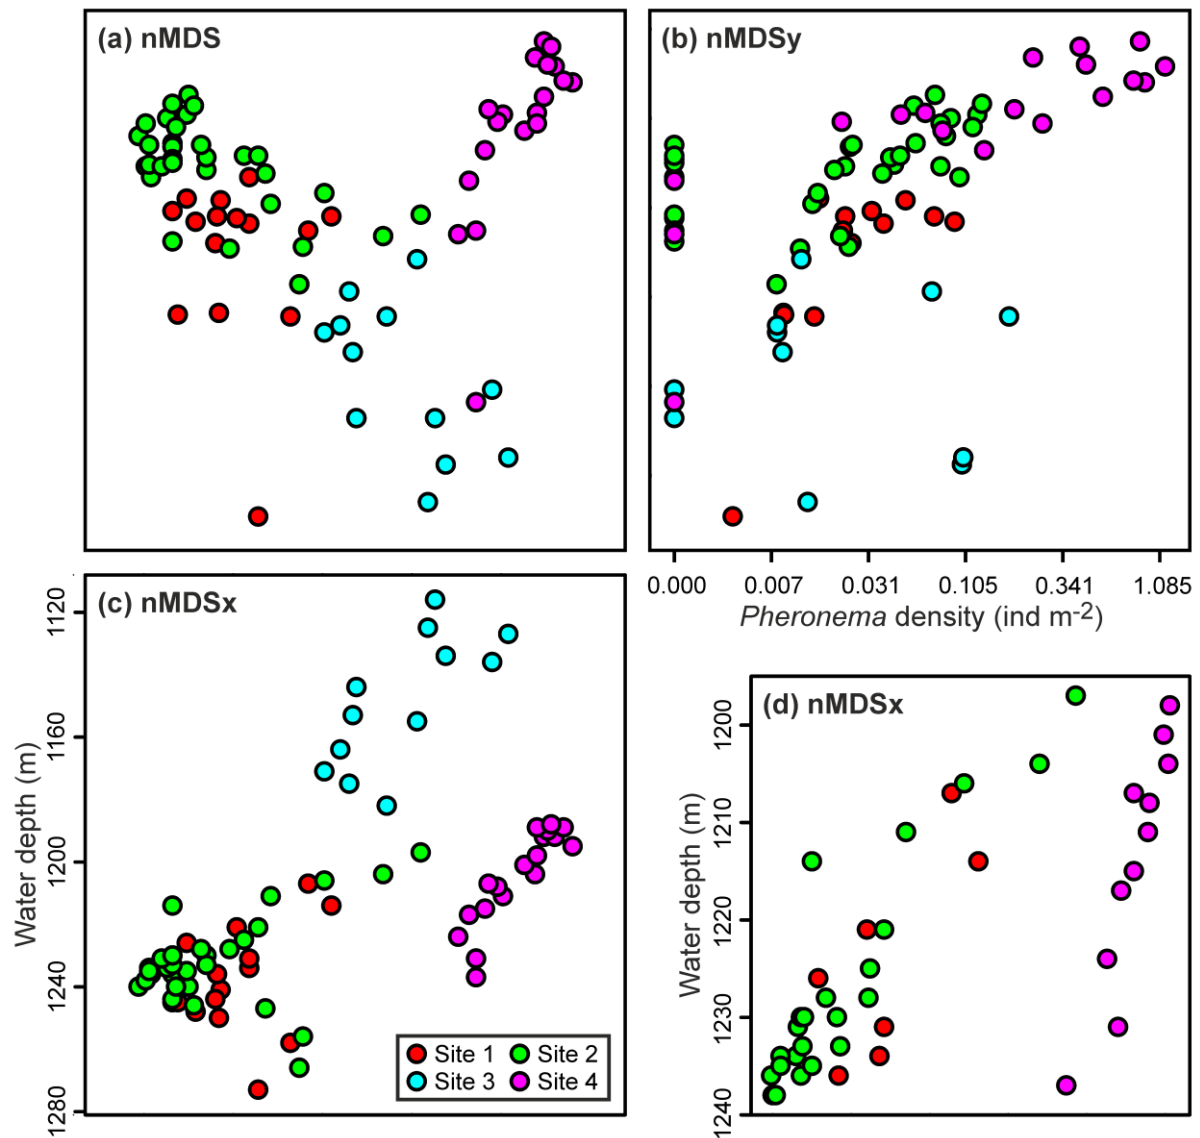 (a) nMDS
(b) nMDSy
0.000 0.007 0.031 0.105 0.341 1.085
Pheronema density (ind m-2)
(c) nMDSx
1120
1160
1200
1240
1280
Water depth (m)
Site 1 Site 2
Site 3 Site 4
(d) nMDSx
1200
1210
1220
1230
1240
Water depth (m)